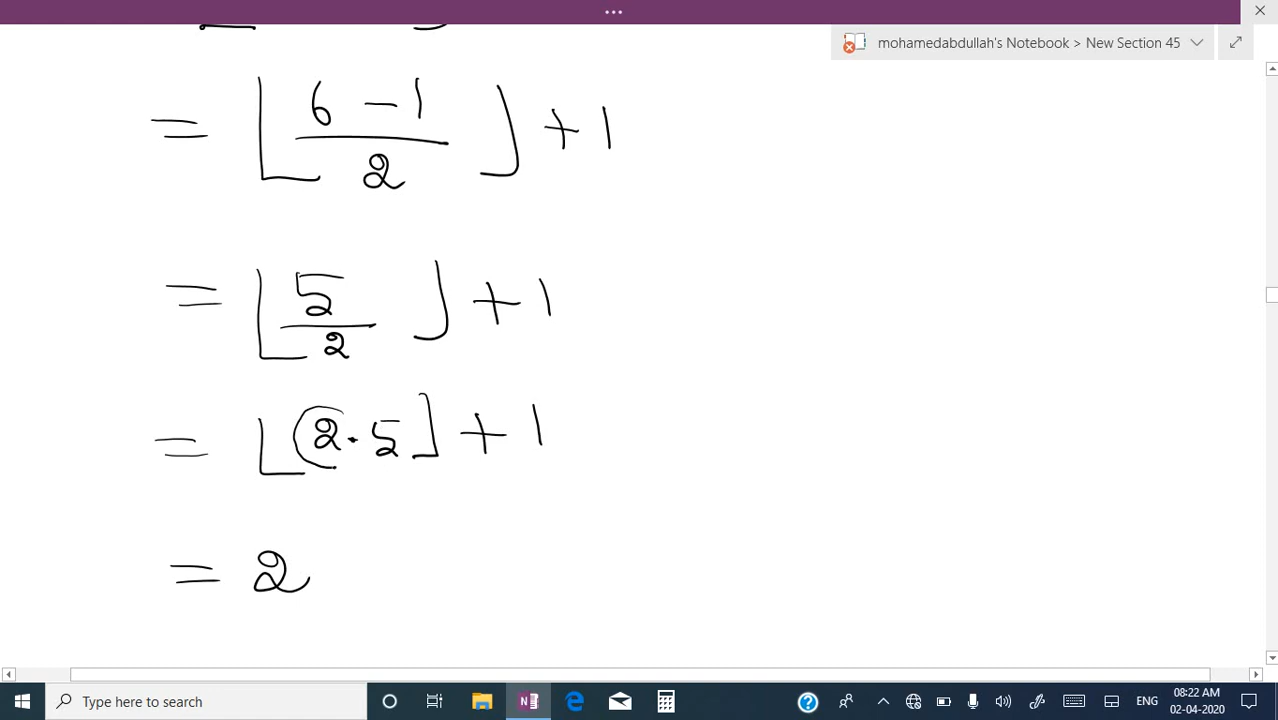 mohamedabdullah's Notebook > New Section 45
= ⌊ 6 - 1 / 2 ⌋ + 1
= ⌊ 5 / 2 ⌋ + 1
= ⌊(2.5⌋ + 1
= 2
Type here to search
ENG
08:22 AM
02-04-2020